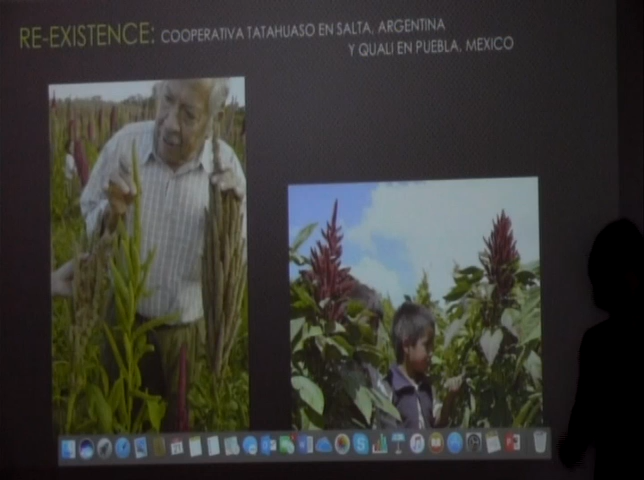 RE-EXISTENCE: COOPERATIVA TATAHUASO EN SALTA, ARGENTINA
Y QUALI EN PUEBLA, MEXICO